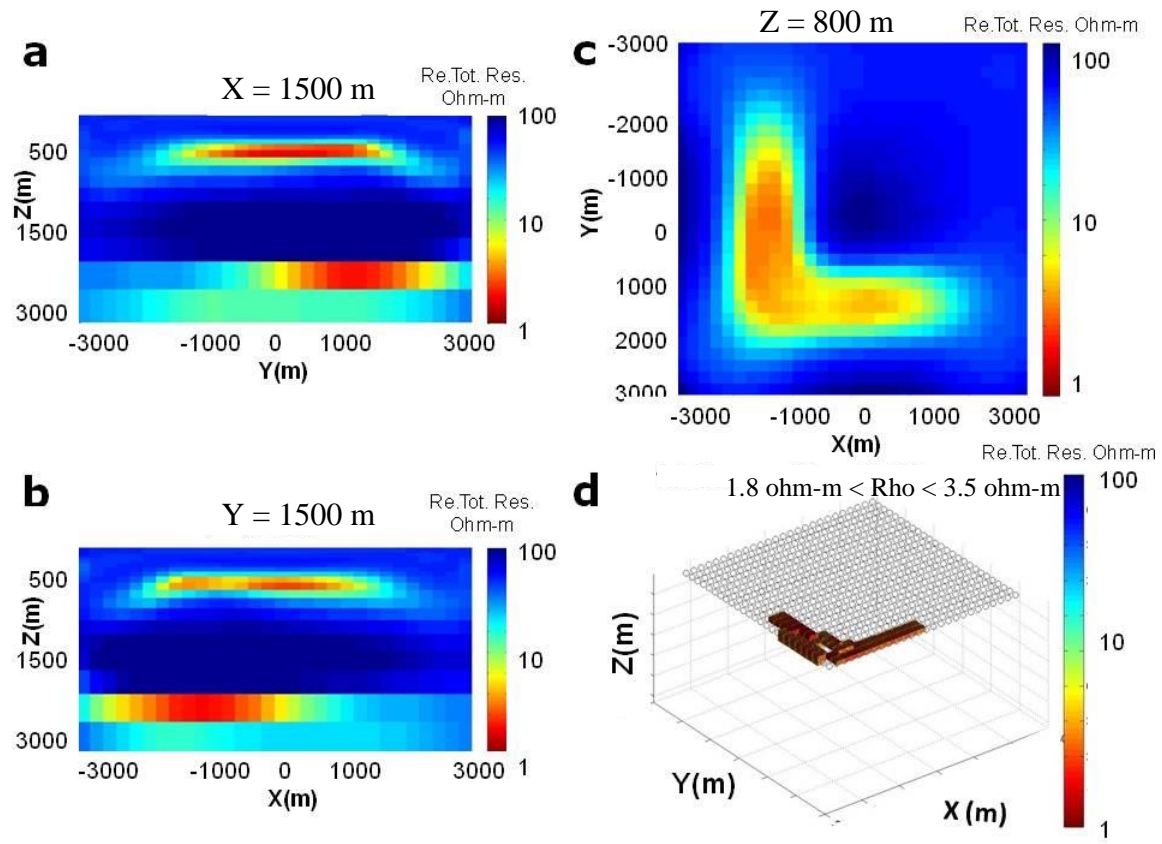 a
X = 1500 m
Re.Tot. Res.
Ohm-m
100
10
1
500
1500
3000
Z(m)
-3000 -1000 0 1000 3000
Y(m)
b
Y = 1500 m
Re.Tot. Res.
Ohm-m
100
10
1
500
1500
3000
Z(m)
-3000 -1000 0 1000 3000
X(m)
c
Z = 800 m
Re.Tot. Res. Ohm-m
100
10
1
-3000
-2000
-1000
0
1000
2000
3000
Y(m)
-3000 -1000 0 1000 3000
X(m)
d
Re.Tot. Res. Ohm-m
1.8 ohm-m < Rho < 3.5 ohm-m
100
10
1
Z(m)
Y(m)
X (m)